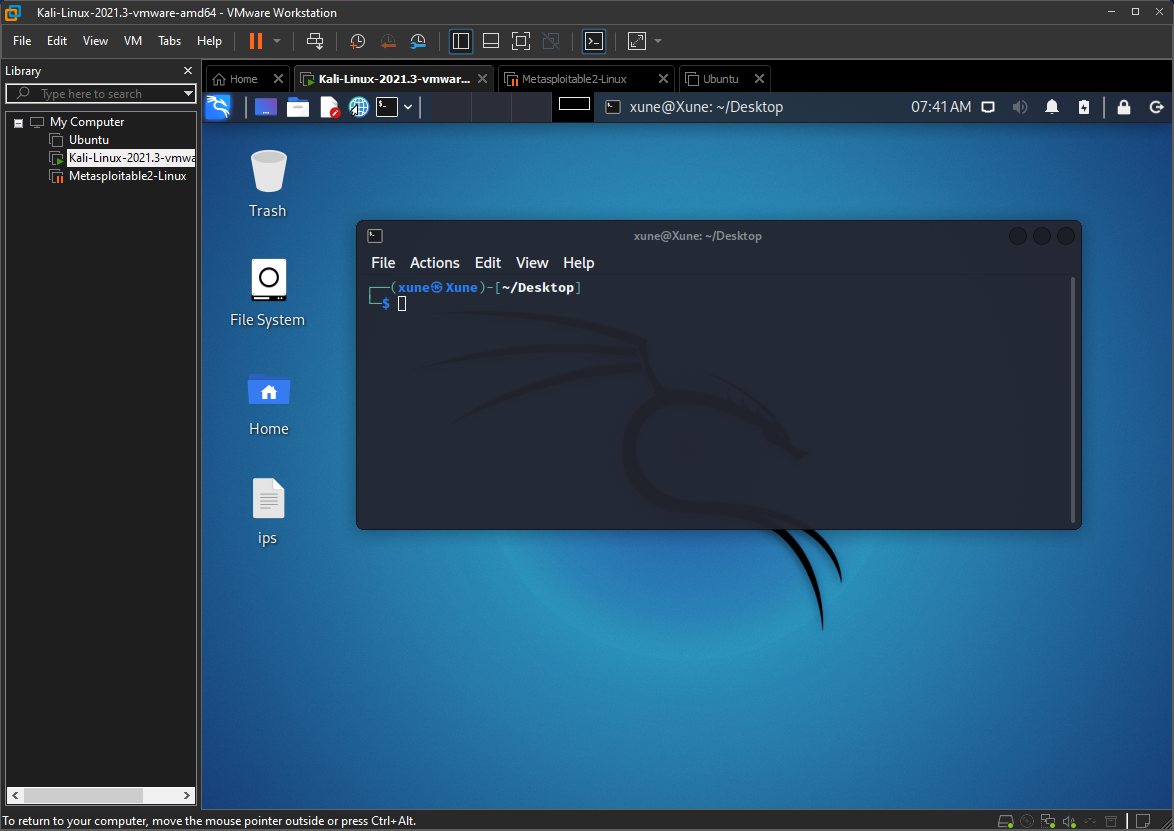 Kali-Linux-2021.3-vmware-amd64 - VMware Workstation
File Edit View VM Tabs Help
Library
Type here to search
My Computer
Ubuntu
Kali-Linux-2021.3-vmwa
Metasploitable2-Linux
Home
Kali-Linux-2021.3-vmwar...
Metasploitable2-Linux
Ubuntu
xune@Xune: ~/Desktop
07:41 AM
Trash
File System
Home
ips
xune@Xune: ~/Desktop
File Actions Edit View Help
┌──(xune㉿Xune)-[~/Desktop]
└─$
To return to your computer, move the mouse pointer outside or press Ctrl+Alt.